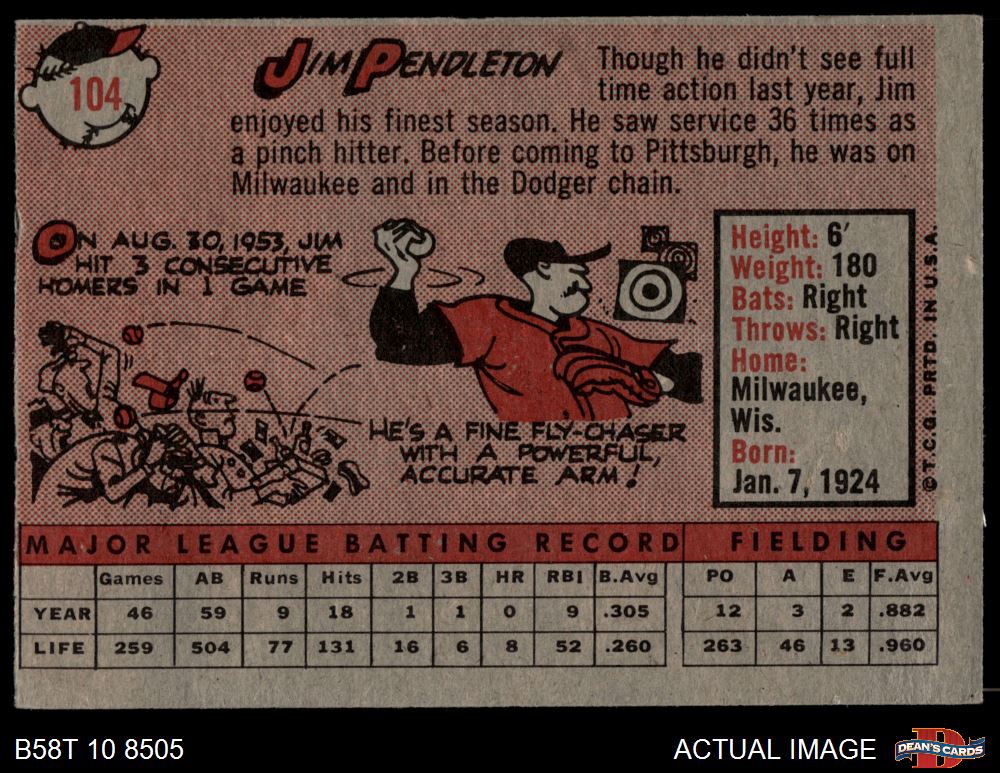 104
JIM PENDLETON
Though he didn't see full
time action last year, Jim
enjoyed his finest season. He saw service 36 times as
a pinch hitter. Before coming to Pittsburgh, he was on
Milwaukee and in the Dodger chain.
ON AUG. 30, 1953, JIM
HIT 3 CONSECUTIVE
HOMERS IN 1 GAME
HE'S A FINE FLY-CHASER
WITH A POWERFUL,
ACCURATE ARM!
Height: 6'
Weight: 180
Bats: Right
Throws: Right
Home:
Milwaukee,
Wis.
Born:
Jan. 7, 1924
© T.C.G. PRTD. IN U.S.A.
MAJOR LEAGUE BATTING RECORD FIELDING
Games AB Runs Hits 2B 3B HR RBI B.Avg PO A E F.Avg
YEAR 46 59 9 18 1 1 0 9 .305 12 3 2 .882
LIFE 259 504 77 131 16 6 8 52 .260 263 46 13 .960
B58T 10 8505
ACTUAL IMAGE
D
DEAN'S CARDS